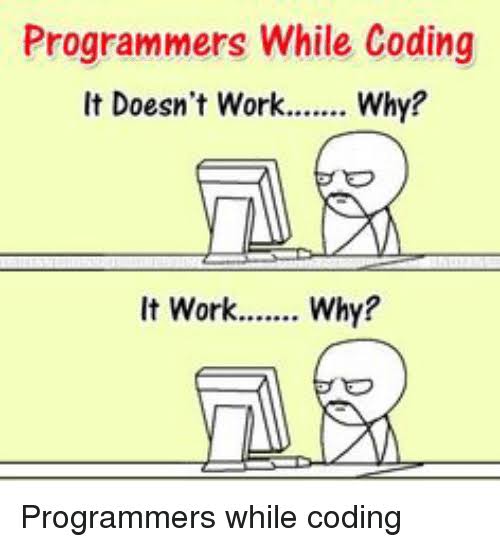 Programmers While Coding
It Doesn't Work....... Why?
It Work....... Why?
Programmers while coding